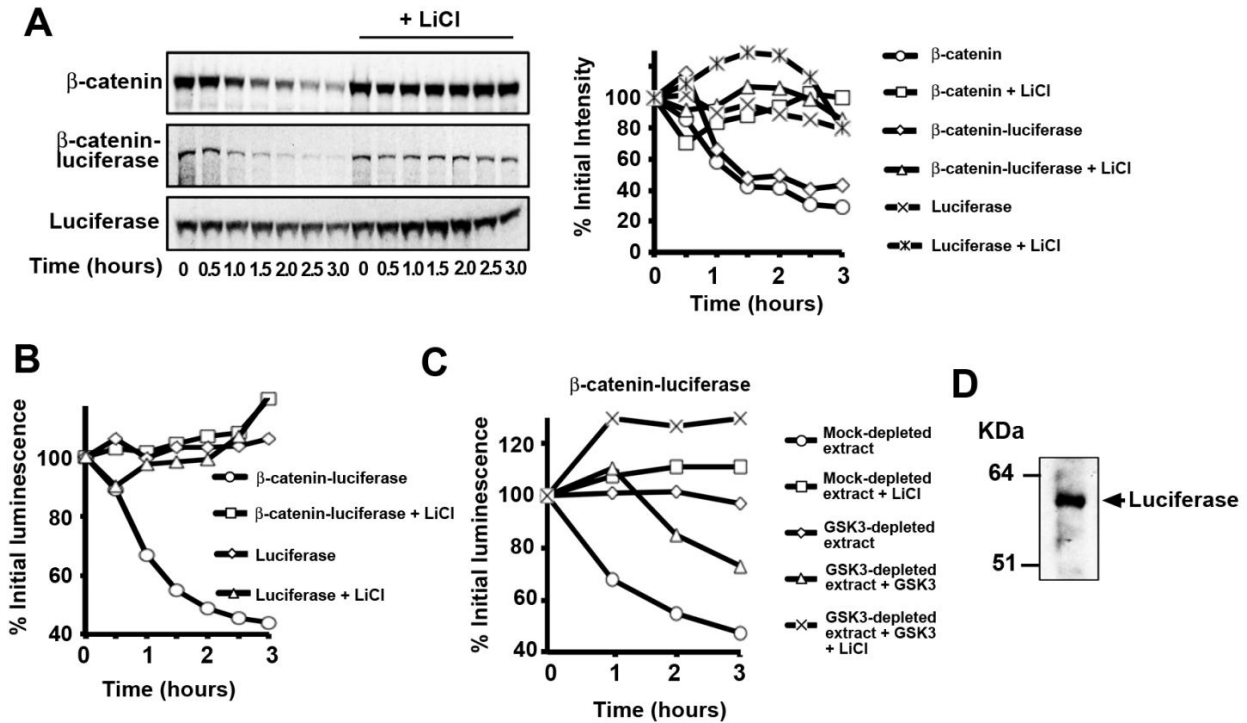 A
+ LiCl
β-catenin
β-catenin-
luciferase
Luciferase
Time (hours)
0 0.5 1.0 1.5 2.0 2.5 3.0 0 0.5 1.0 1.5 2.0 2.5 3.0
% Initial Intensity
100
80
60
40
20
0
0 1 2 3
Time (hours)
β-catenin
β-catenin + LiCl
β-catenin-luciferase
β-catenin-luciferase + LiCl
Luciferase
Luciferase + LiCl
B
% Initial luminescence
100
80
60
40
0 1 2 3
Time (hours)
β-catenin-luciferase
β-catenin-luciferase + LiCl
Luciferase
Luciferase + LiCl
C
β-catenin-luciferase
% Initial luminescence
120
100
80
60
40
0 1 2 3
Time (hours)
Mock-depleted
extract
Mock-depleted
extract + LiCl
GSK3-depleted
extract
GSK3-depleted
extract + GSK3
GSK3-depleted
extract + GSK3
+ LiCl
D
KDa
64
51
Luciferase